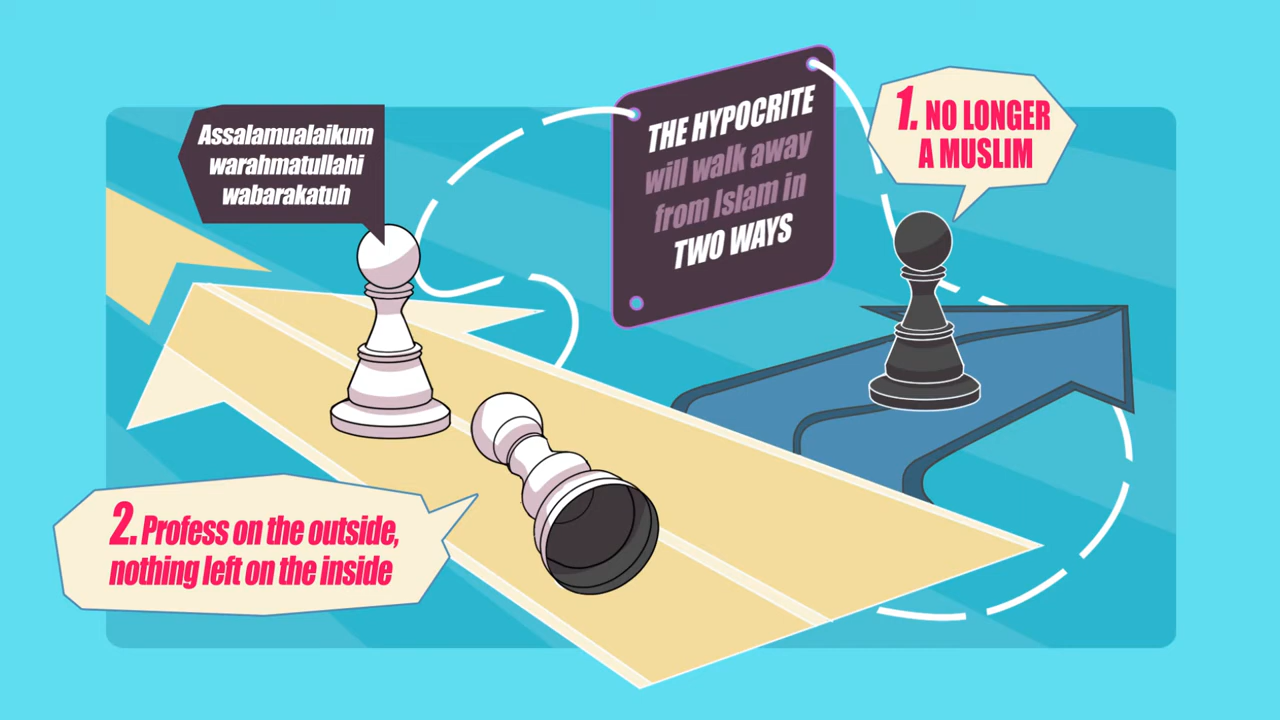 THE HYPOCRITE
will walk away
from Islam in
TWO WAYS
1. NO LONGER
A MUSLIM
Assalamualaikum
warahmatullahi
wabarakatuh
2. Profess on the outside,
nothing left on the inside